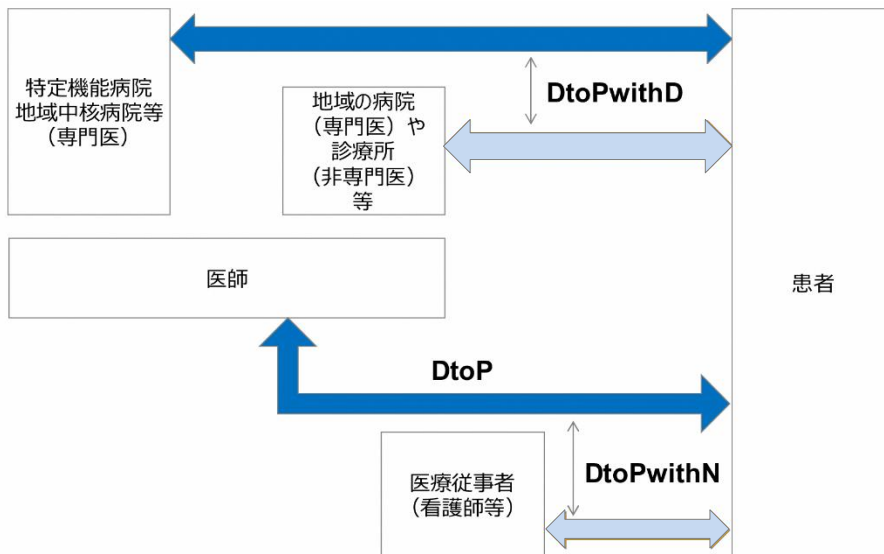 特定機能病院
地域中核病院等
（専門医）
地域の病院
（専門医）や
診療所
（非専門医）
等
DtoPwithD
医師
患者
DtoP
医療従事者
（看護師等）
DtoPwithN